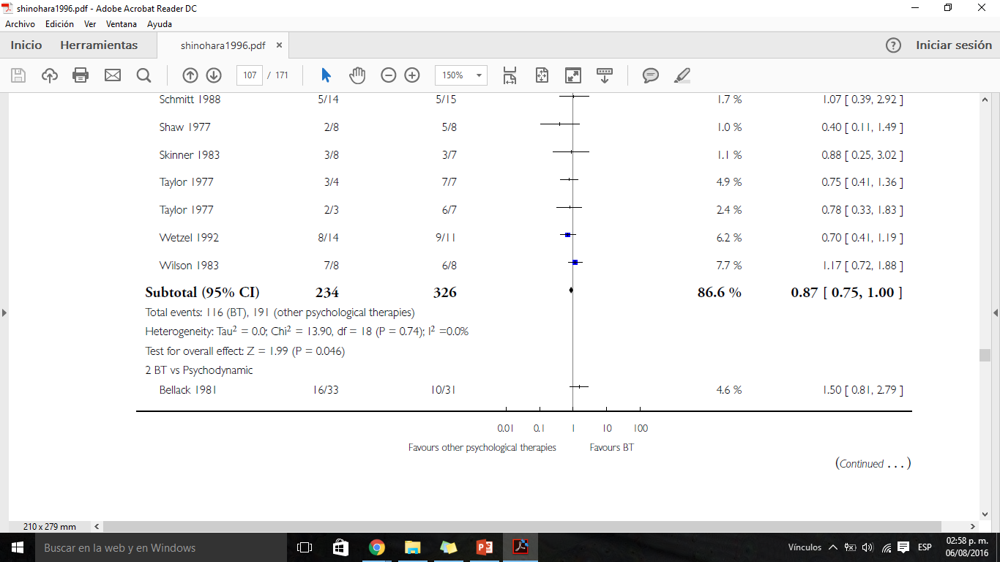 shinohara1996.pdf - Adobe Acrobat Reader DC
Archivo Edición Ver Ventana Ayuda
Inicio Herramientas shinohara1996.pdf × ? Iniciar sesión
107 / 171 150%
Schmitt 1988 5/14 5/15 1.7 % 1.07 [ 0.39, 2.92 ]
Shaw 1977 2/8 5/8 1.0 % 0.40 [ 0.11, 1.49 ]
Skinner 1983 3/8 3/7 1.1 % 0.88 [ 0.25, 3.02 ]
Taylor 1977 3/4 7/7 4.9 % 0.75 [ 0.41, 1.36 ]
Taylor 1977 2/3 6/7 2.4 % 0.78 [ 0.33, 1.83 ]
Wetzel 1992 8/14 9/11 6.2 % 0.70 [ 0.41, 1.19 ]
Wilson 1983 7/8 6/8 7.7 % 1.17 [ 0.72, 1.88 ]
Subtotal (95% CI) 234 326 86.6 % 0.87 [ 0.75, 1.00 ]
Total events: 116 (BT), 191 (other psychological therapies)
Heterogeneity: Tau² = 0.0; Chi² = 13.90, df = 18 (P = 0.74); I² =0.0%
Test for overall effect: Z = 1.99 (P = 0.046)
2 BT vs Psychodynamic
Bellack 1981 16/33 10/31 4.6 % 1.50 [ 0.81, 2.79 ]
0.01 0.1 1 10 100
Favours other psychological therapies Favours BT
(Continued . . . )
210 x 279 mm
Buscar en la web y en Windows Vínculos ESP 02:58 p. m.
06/08/2016